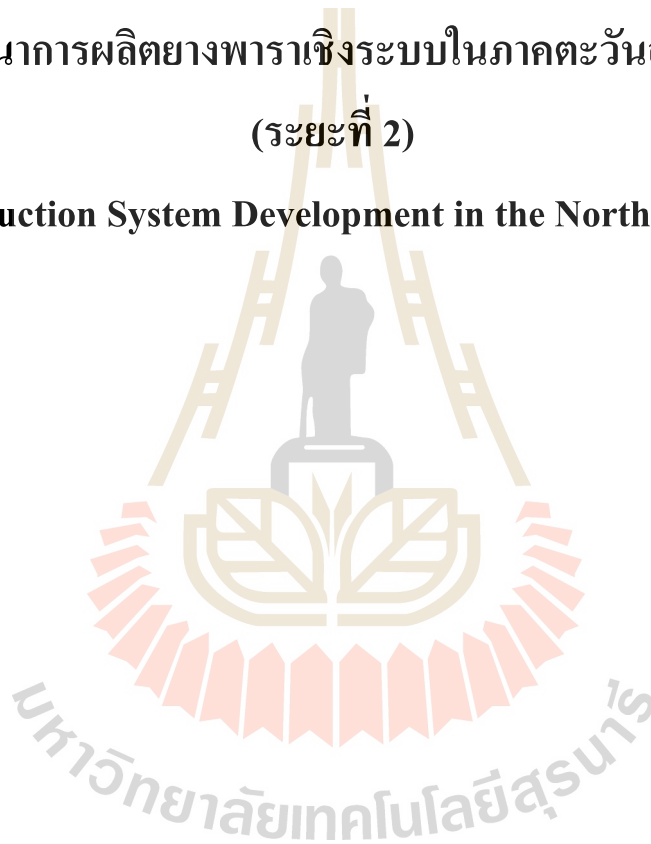 นาการผลิตยางพาราเชิงระบบในภาคตะวัน
(ระยะที่ 2)
uction System Development in the North
มหาวิทยาลัยเทคโนโลยีสุรนารี